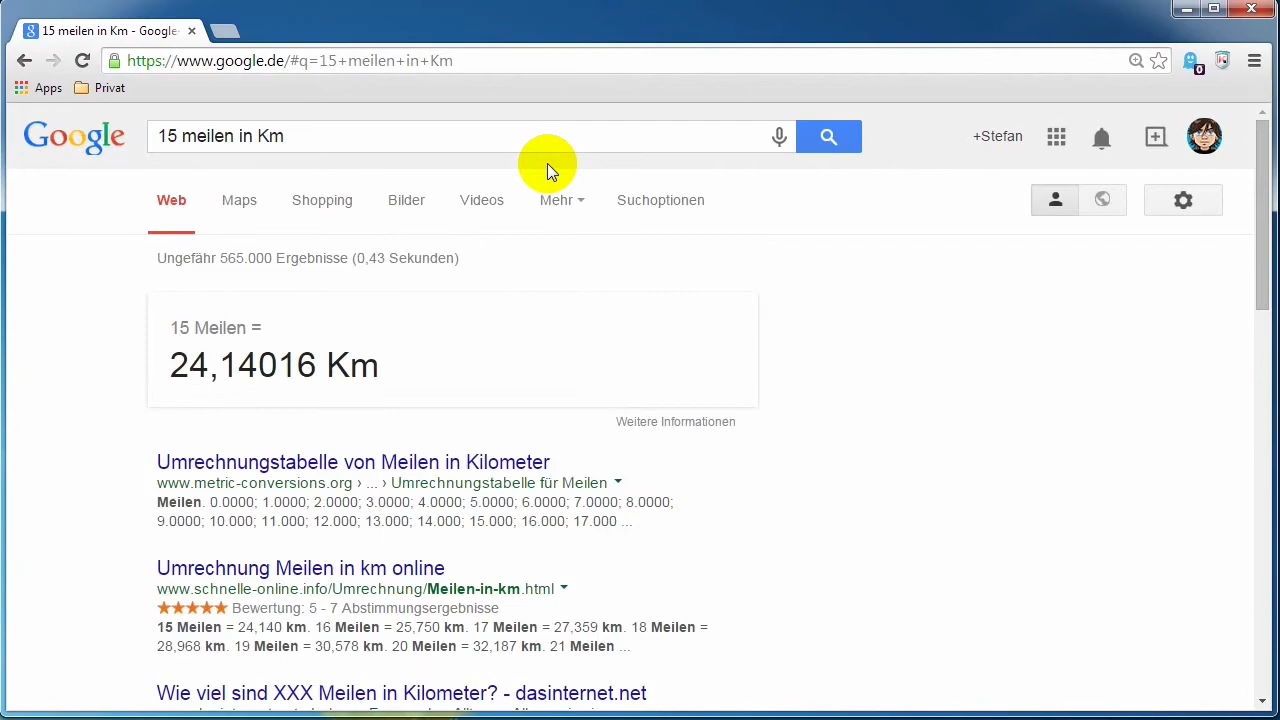 15 meilen in Km - Google
https://www.google.de/#q=15+meilen+in+Km
0
Apps Privat
Google 15 meilen in Km +Stefan
Web Maps Shopping Bilder Videos Mehr Suchoptionen
Ungefähr 565.000 Ergebnisse (0,43 Sekunden)
15 Meilen =
24,14016 Km
Weitere Informationen
Umrechnungstabelle von Meilen in Kilometer
www.metric-conversions.org › ... › Umrechnungstabelle für Meilen
Meilen. 0.0000; 1.0000; 2.0000; 3.0000; 4.0000; 5.0000; 6.0000; 7.0000; 8.0000;
9.0000; 10.000; 11.000; 12.000; 13.000; 14.000; 15.000; 16.000; 17.000 ...
Umrechnung Meilen in km online
www.schnelle-online.info/Umrechnung/Meilen-in-km.html
★★★★★ Bewertung: 5 - 7 Abstimmungsergebnisse
15 Meilen = 24,140 km. 16 Meilen = 25,750 km. 17 Meilen = 27,359 km. 18 Meilen =
28,968 km. 19 Meilen = 30,578 km. 20 Meilen = 32,187 km. 21 Meilen ...
Wie viel sind XXX Meilen in Kilometer? - dasinternet.net